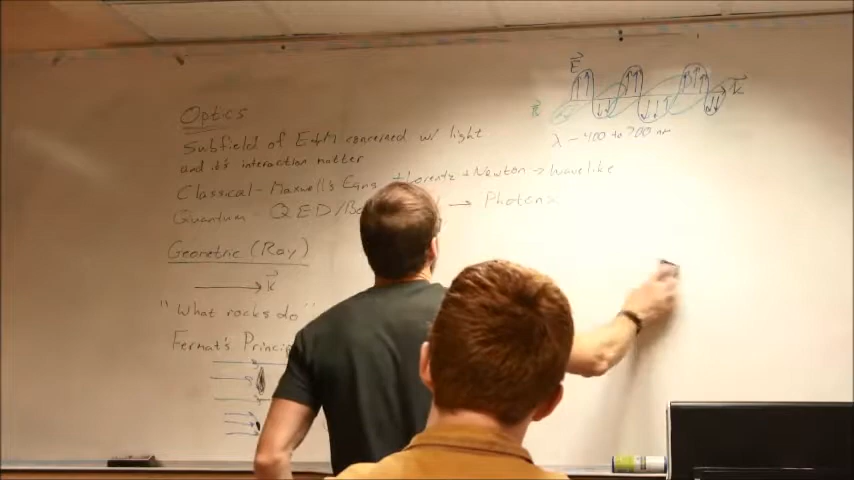 Optics
Subfield of E+M concerned w/ light
and it's interaction matter
Classical - Maxwell's Eqns + Lorentz + Newton → Wavelike
Quantum - QED/ → Photons
Geometric (Ray)
k
"What rocks do"
Fermat's
E
k
λ ~ 400 to 700 nm